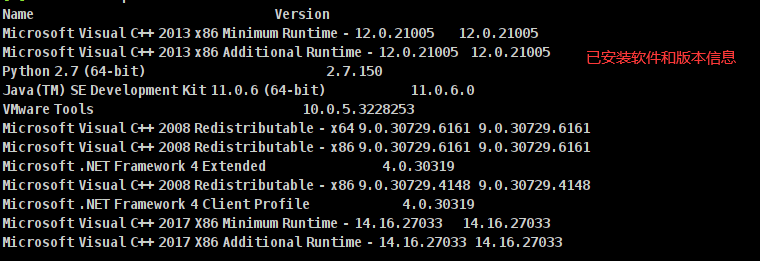 Name Version
Microsoft Visual C++ 2013 x86 Minimum Runtime - 12.0.21005 12.0.21005
Microsoft Visual C++ 2013 x86 Additional Runtime - 12.0.21005 12.0.21005
已安装软件和版本信息
Python 2.7 (64-bit) 2.7.150
Java(TM) SE Development Kit 11.0.6 (64-bit) 11.0.6.0
VMware Tools 10.0.5.3228253
Microsoft Visual C++ 2008 Redistributable - x64 9.0.30729.6161 9.0.30729.6161
Microsoft Visual C++ 2008 Redistributable - x86 9.0.30729.6161 9.0.30729.6161
Microsoft .NET Framework 4 Extended 4.0.30319
Microsoft Visual C++ 2008 Redistributable - x86 9.0.30729.4148 9.0.30729.4148
Microsoft .NET Framework 4 Client Profile 4.0.30319
Microsoft Visual C++ 2017 X86 Minimum Runtime - 14.16.27033 14.16.27033
Microsoft Visual C++ 2017 X86 Additional Runtime - 14.16.27033 14.16.27033